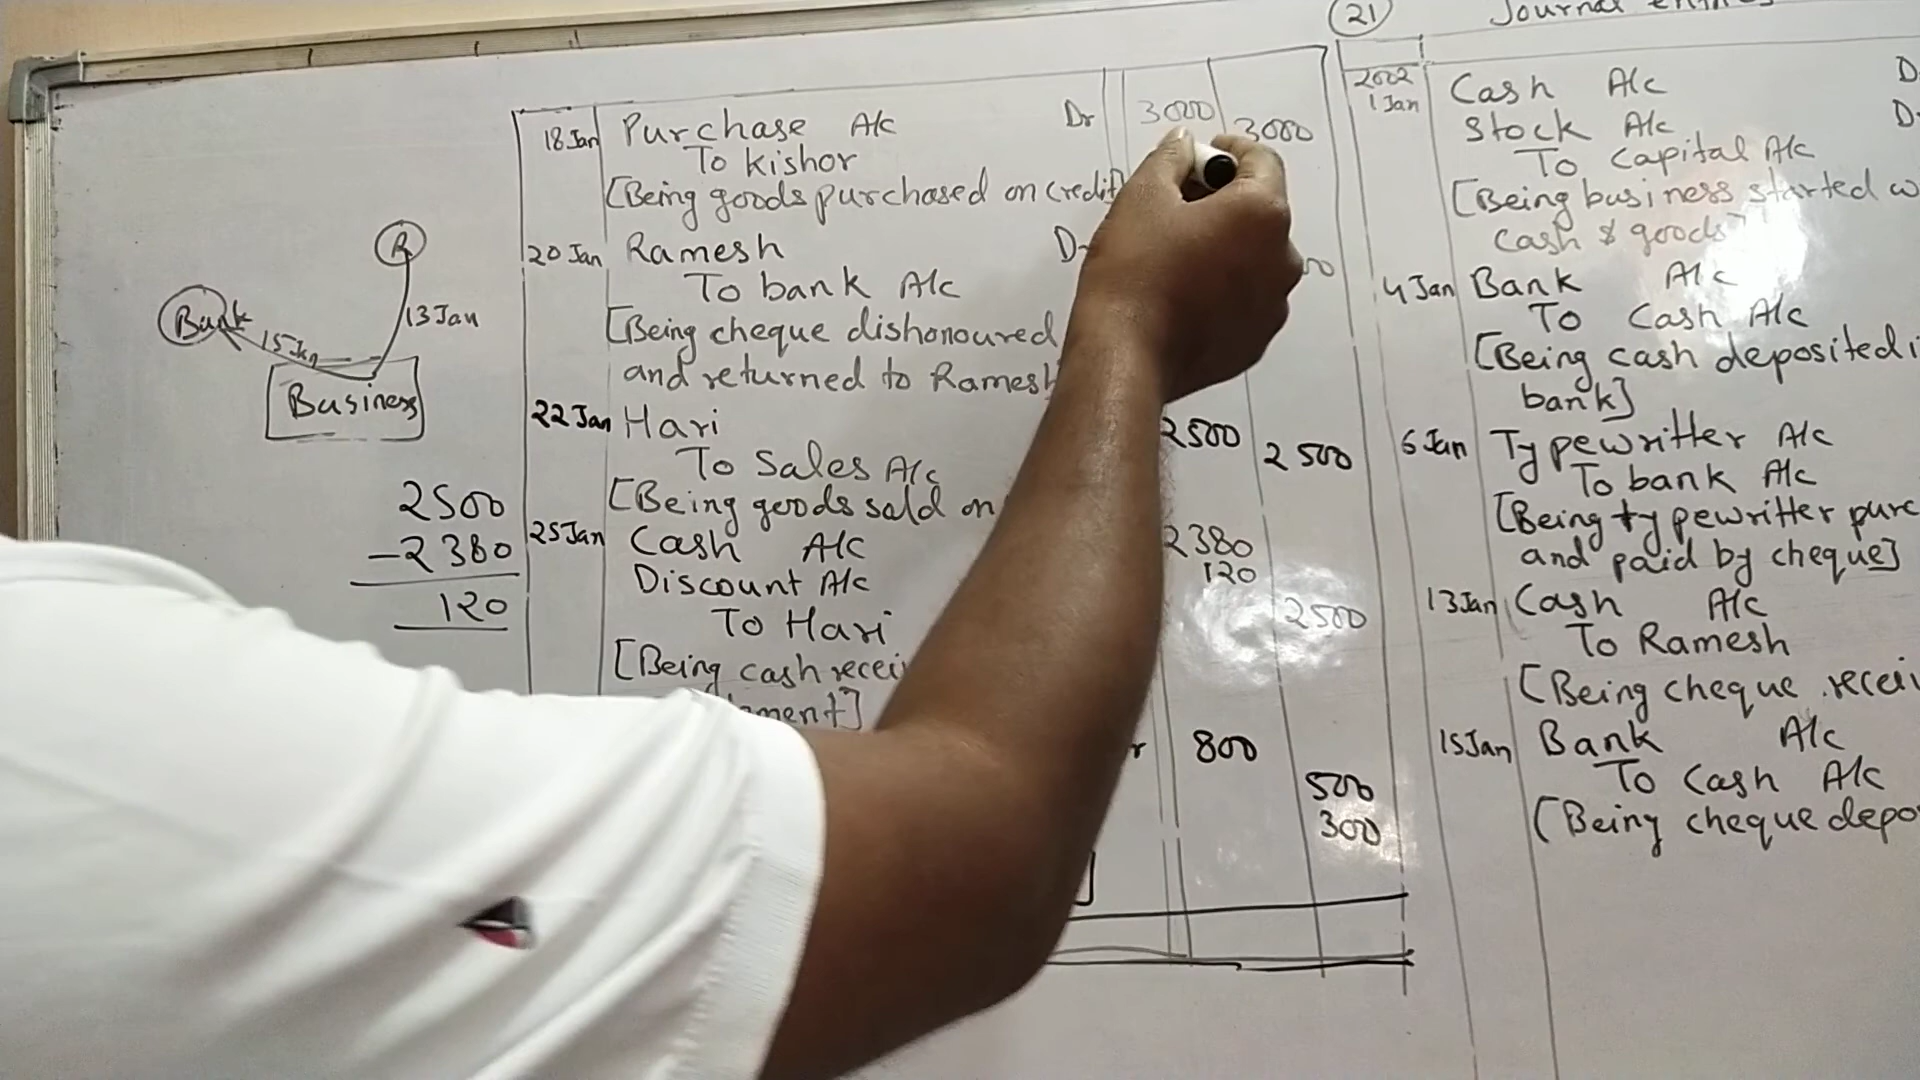 21 Journal
18 Jan Purchase A/c Dr 3000
To Kishor 3000
[Being goods purchased on credit]
20 Jan Ramesh
To bank A/c
[Being cheque dishonoured
and returned to Ramesh
22 Jan Hari 2500
To Sales A/c 2500
[Being goods sold on
25 Jan Cash A/c 2380
Discount A/c 120
To Hari 2500
[Being cash recei
ment]
r 800
500
300
R
13 Jan
Bank
15 Jan
Business
2500
-2380
120
1 Jan Cash A/c D
Stock A/c D
To Capital A/c
[Being business started w
cash & goods]
4 Jan Bank A/c
To Cash A/c
[Being cash deposited i
bank]
6 Jan Typewritter A/c
To bank A/c
[Being typewritter purc
and paid by cheque]
13 Jan Cash A/c
To Ramesh
[Being cheque recei
15 Jan Bank A/c
To Cash A/c
(Being cheque depo